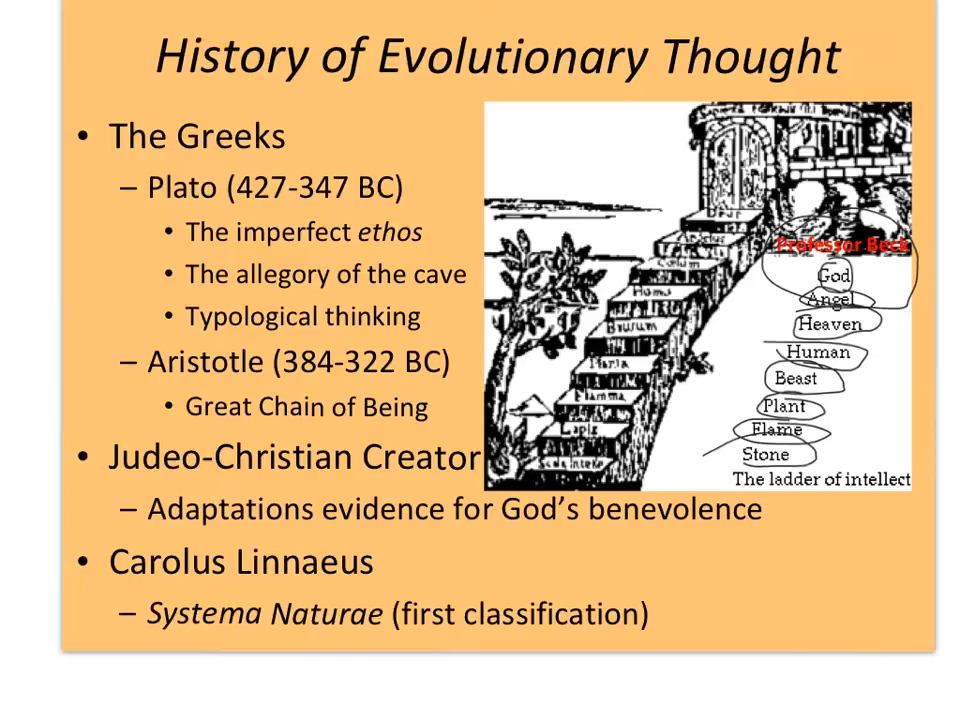 History of Evolutionary Thought
• The Greeks
– Plato (427-347 BC)
• The imperfect ethos
• The allegory of the cave
• Typological thinking
– Aristotle (384-322 BC)
• Great Chain of Being
• Judeo-Christian Creator
– Adaptations evidence for God's benevolence
• Carolus Linnaeus
– Systema Naturae (first classification)
Homo
Flamma
Lapis
Professor Beck
God
Angel
Heaven
Human
Beast
Plant
Flame
Stone
The ladder of intellect